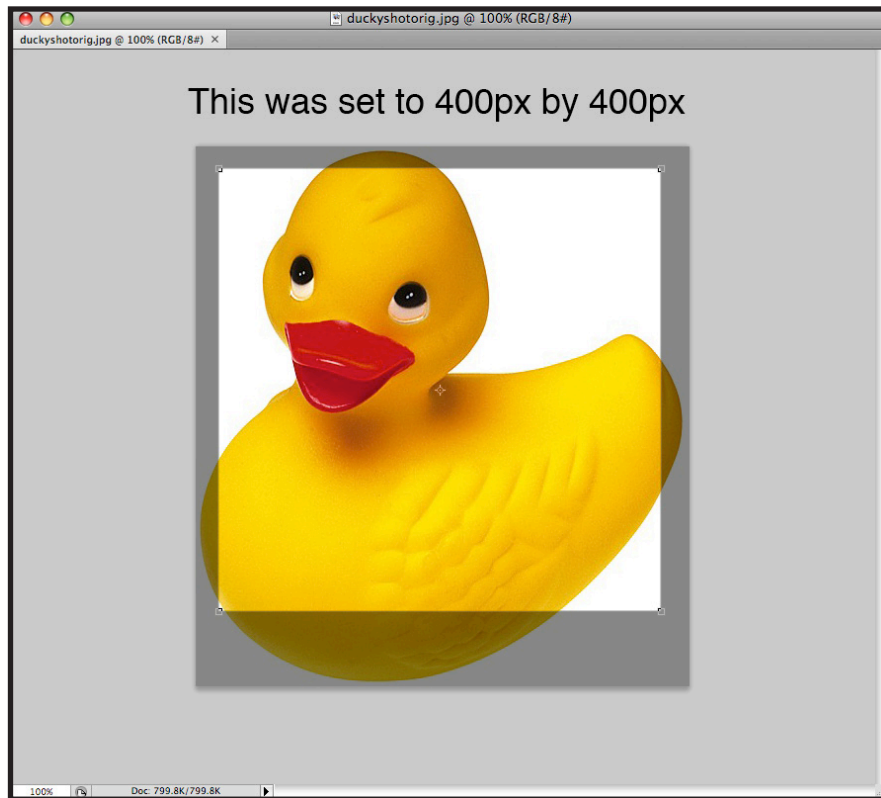 duckyshotorig.jpg @ 100% (RGB/8#)
duckyshotorig.jpg @ 100% (RGB/8#) ×
This was set to 400px by 400px
100% Doc: 799.8K/799.8K